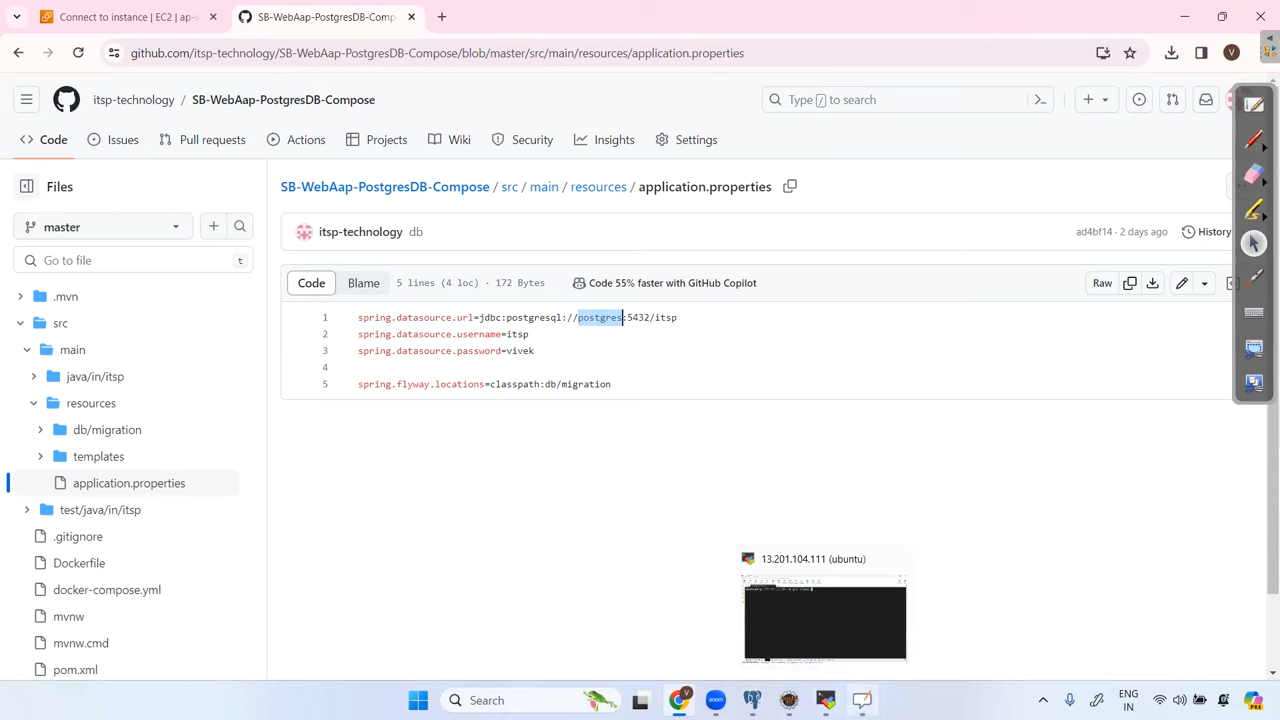 Connect to instance | EC2 | ap-s
SB-WebAap-PostgresDB-Compose/
github.com/itsp-technology/SB-WebAap-PostgresDB-Compose/blob/master/src/main/resources/application.properties
V
itsp-technology / SB-WebAap-PostgresDB-Compose
Type / to search
Code
Issues
Pull requests
Actions
Projects
Wiki
Security
Insights
Settings
Files
SB-WebAap-PostgresDB-Compose / src / main / resources / application.properties
master
itsp-technology db
ad4bf14 · 2 days ago
History
Go to file
t
Code
Blame
5 lines (4 loc) · 172 Bytes
Code 55% faster with GitHub Copilot
Raw
.mvn
src
main
java/in/itsp
resources
db/migration
templates
application.properties
test/java/in/itsp
.gitignore
Dockerfile
docker-compose.yml
mvnw
mvnw.cmd
pom.xml
1 spring.datasource.url=jdbc:postgresql://postgres:5432/itsp
2 spring.datasource.username=itsp
3 spring.datasource.password=vivek
4
5 spring.flyway.locations=classpath:db/migration
13.201.104.111 (ubuntu)
Search
zoom
ENG
IN
PRE